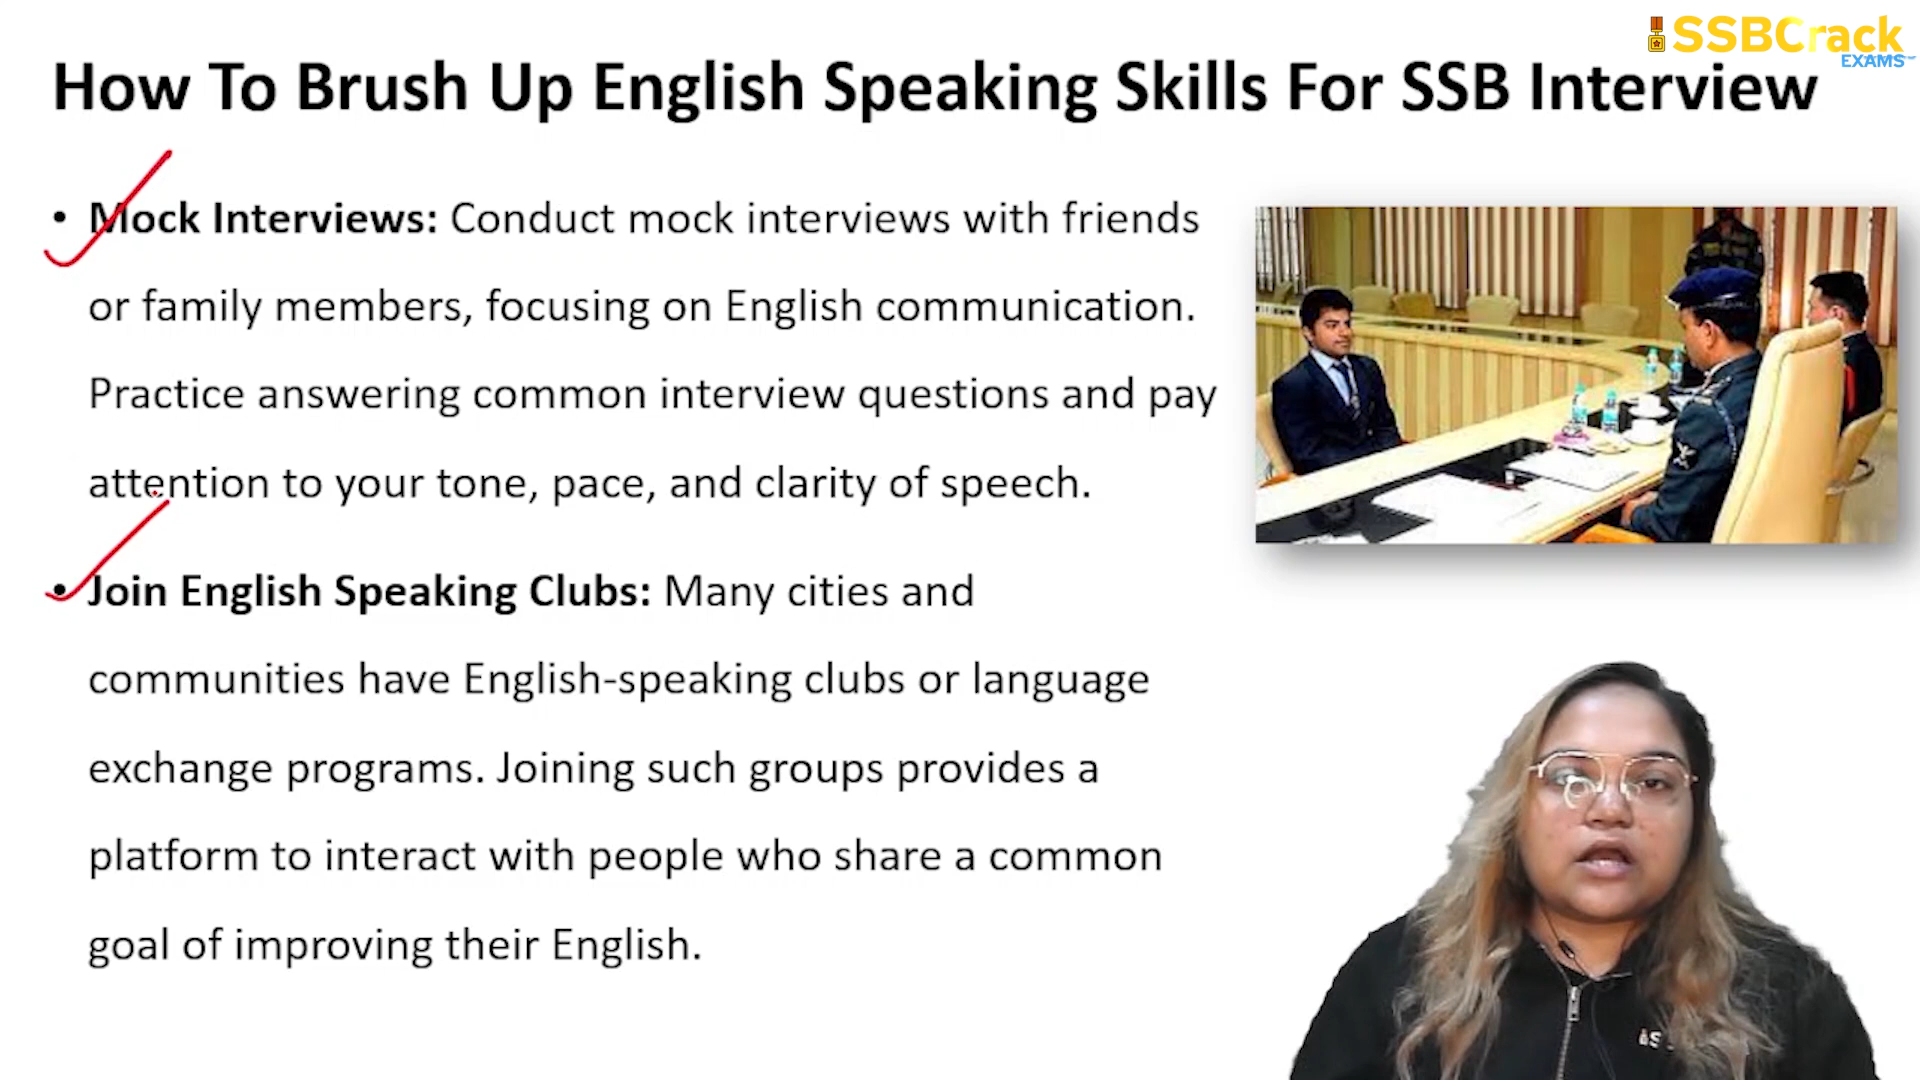 SSBCrack
EXAMS
How To Brush Up English Speaking Skills For SSB Interview
• Mock Interviews: Conduct mock interviews with friends
or family members, focusing on English communication.
Practice answering common interview questions and pay
attention to your tone, pace, and clarity of speech.
• Join English Speaking Clubs: Many cities and
communities have English-speaking clubs or language
exchange programs. Joining such groups provides a
platform to interact with people who share a common
goal of improving their English.